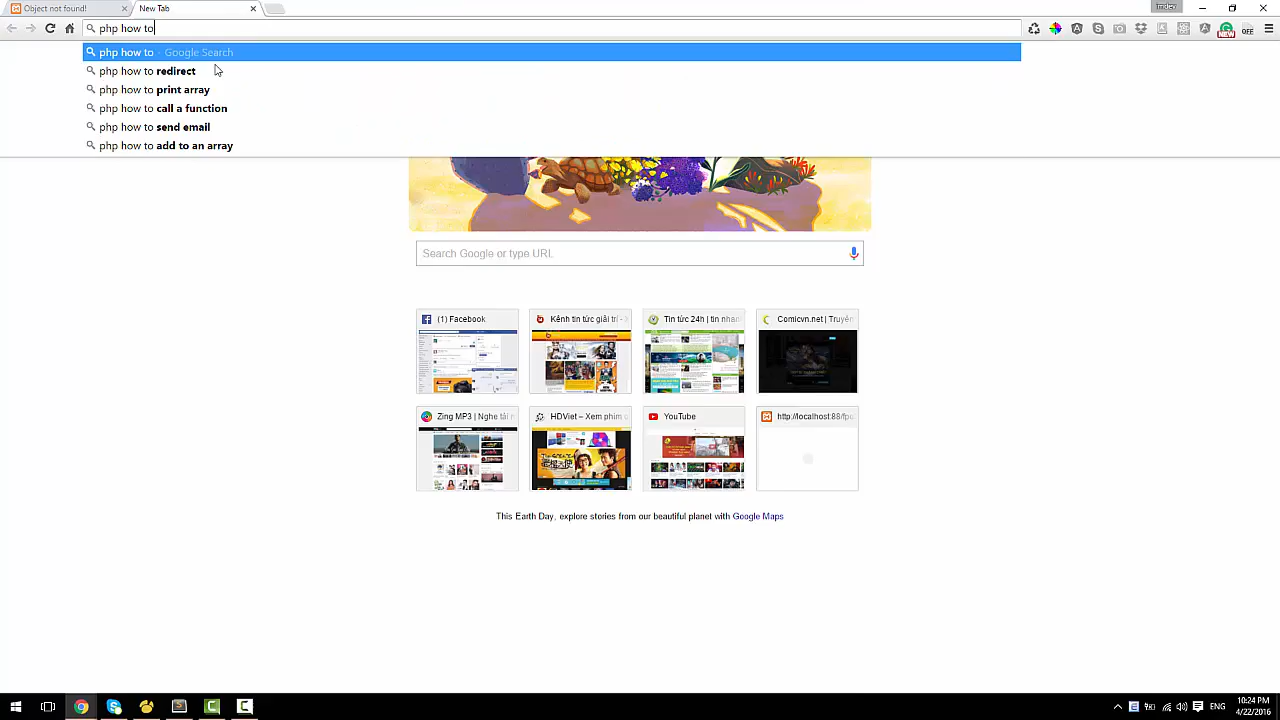 Object not found!
New Tab
findev
php how to
php how to - Google Search
php how to redirect
php how to print array
php how to call a function
php how to send email
php how to add to an array
NEW
OFF
Search Google or type URL
(1) Facebook
Kênh tin tức giải trí -
Tin tức 24h | tin nhan
Comicvn.net | Truyện
Zing MP3 | Nghe tải
HDViet – Xem phim
YouTube
http://localhost:88/fp
This Earth Day, explore stories from our beautiful planet with Google Maps
ENG
10:24 PM
4/22/2016